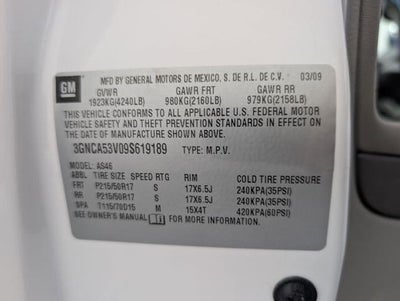 GM
MFD BY GENERAL MOTORS DE MEXICO, S. DE R.L. DE C.V. 03/09
GVWR GAWR FRT GAWR RR
1923KG(4240LB) 980KG(2160LB) 979KG(2158LB)
THIS VEHICLE CONFORMS TO ALL APPLICABLE U.S. FEDERAL MOTOR
VEHICLE SAFETY AND THEFT PREVENTION STANDARDS IN EFFECT ON THE
DATE OF MANUFACTURE SHOWN ABOVE.
3GNCA53V09S619189 TYPE: M.P.V.
MODEL: AS46
ABBL TIRE SIZE SPEED RTG RIM COLD TIRE PRESSURE
FRT P215/50R17 S 17X6.5J 240KPA(35PSI)
RR P215/50R17 S 17X6.5J 240KPA(35PSI)
SPA T115/70D15 M 15X4T 420KPA(60PSI)
SEE OWNER'S MANUAL FOR MORE INFORMATION.